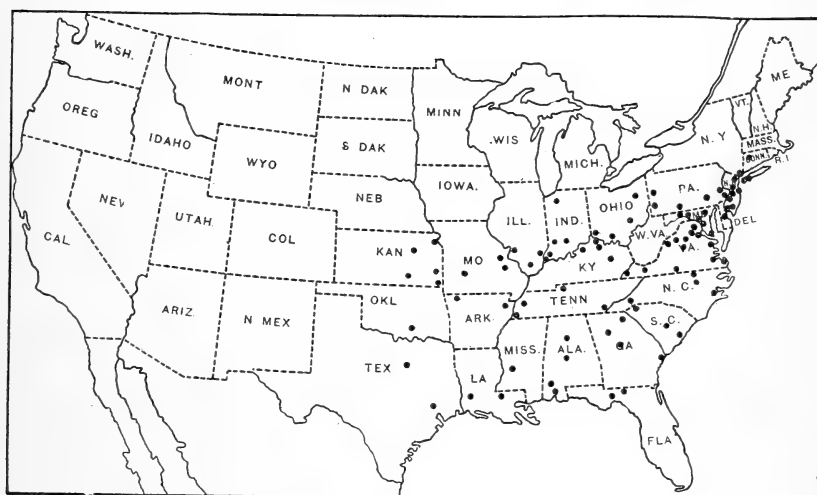 WASH.
MONT
N DAK
MINN
ME
VT.
OREG
IDAHO
S DAK
WIS
N.Y
N.H.
MASS.
CONN.
R.I
WYO
MICH.
IOWA.
PA.
N.
NEV
NEB
OHIO
UTAH.
COL
ILL.
IND.
W.VA.
DEL
CAL
KAN
MO
VA.
KY
ARIZ.
N MEX
OKL
ARK.
TENN
N.C.
S.C.
TEX
MISS.
ALA.
GA
LA
FLA